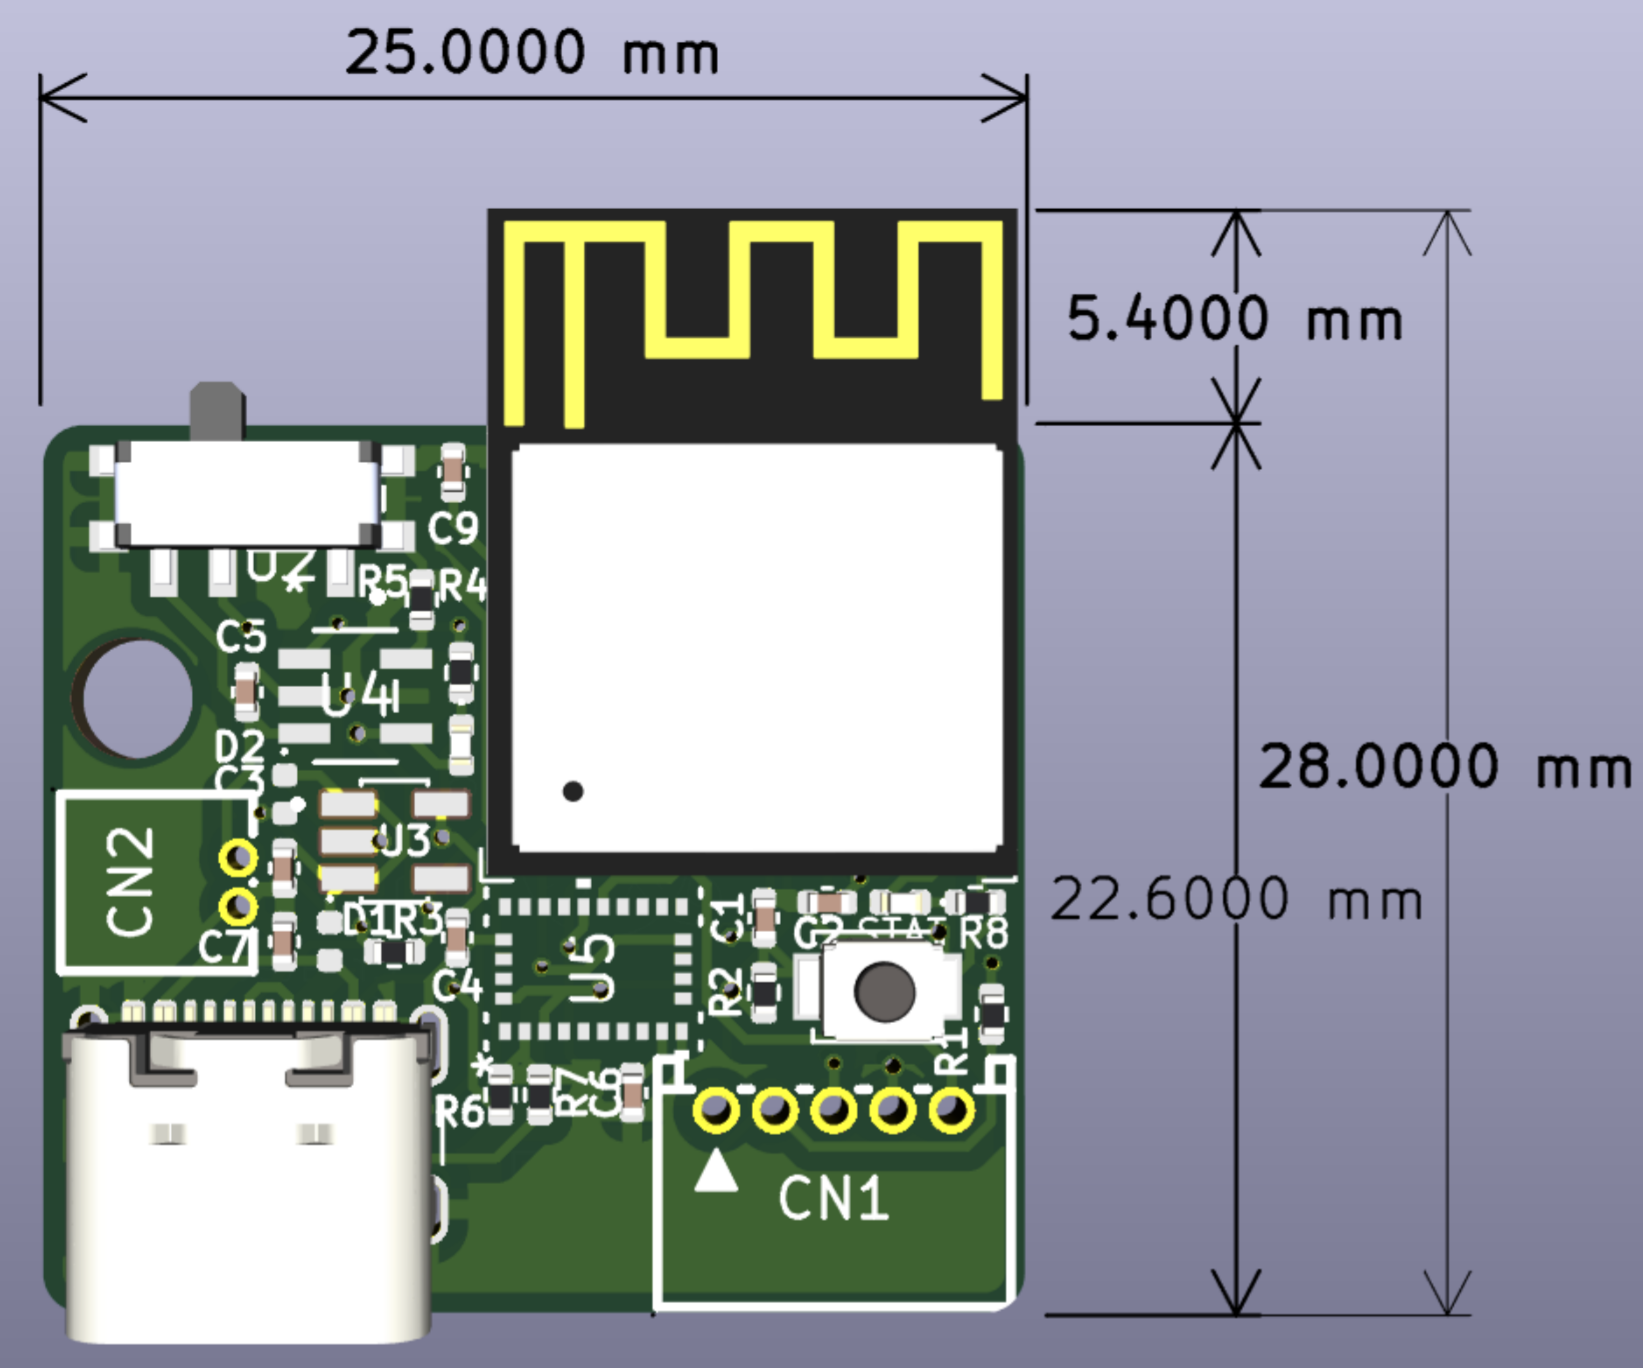 25.0000 mm
5.4000 mm
C9
U2
*
R5 R4
C5
U4
D2
C3
28.0000 mm
CN2
U3
22.6000 mm
D1 R3
C7
C1
C2 STAT R8
U5
C4
R2
R1
*
R6
R7
C6
CN1